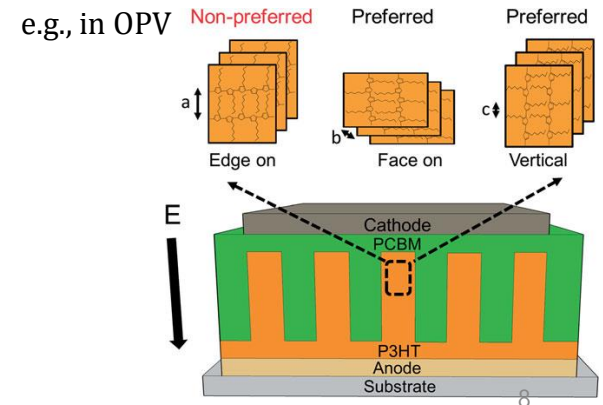 e.g., in OPV
Non-preferred Preferred Preferred
a
b
c
Edge on Face on Vertical
E
Cathode
PCBM
P3HT
Anode
Substrate
8